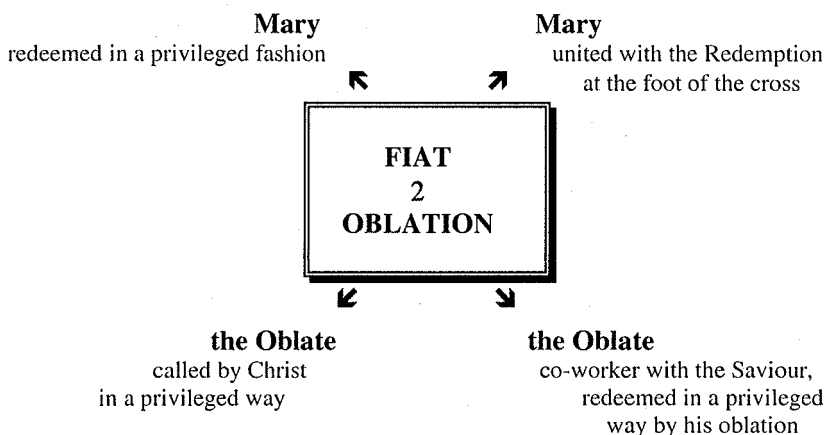 Mary
redeemed in a privileged fashion
Mary
united with the Redemption
at the foot of the cross
FIAT
2
OBLATION
the Oblate
called by Christ
in a privileged way
the Oblate
co-worker with the Saviour,
redeemed in a privileged
way by his oblation